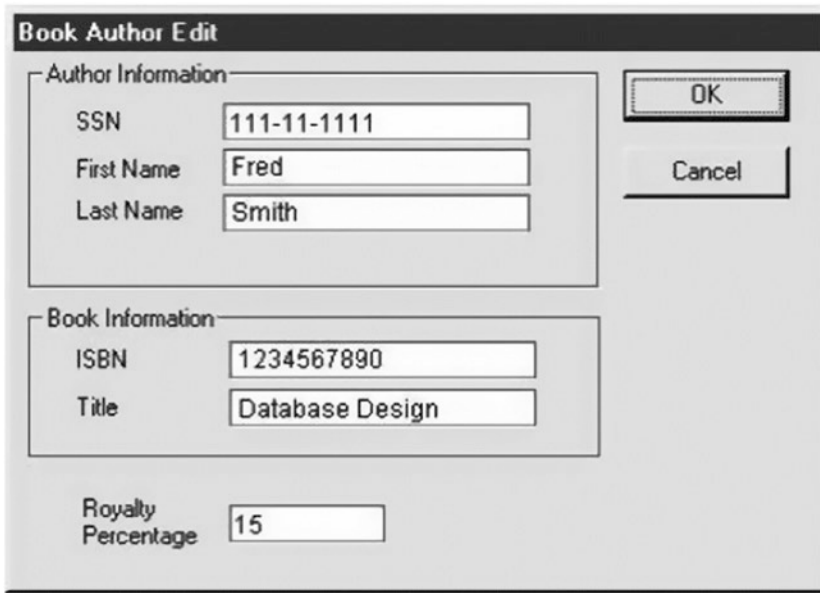 Book Author Edit
Author Information
SSN 111-11-1111
First Name Fred
Last Name Smith
OK
Cancel
Book Information
ISBN 1234567890
Title Database Design
Royalty
Percentage 15